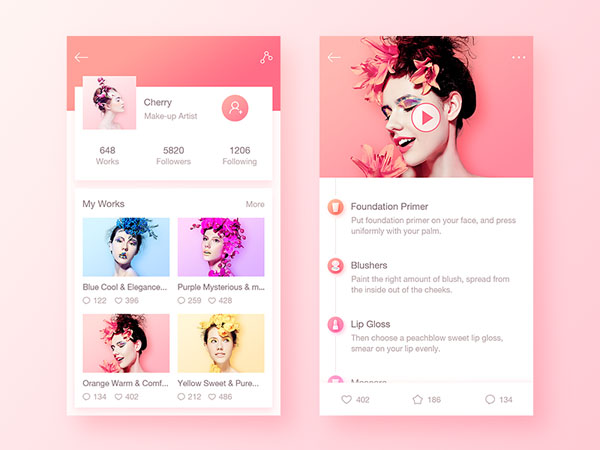 Cherry
Make-up Artist
648 5820 1206
Works Followers Following
My Works More
Blue Cool & Elegance... Purple Mysterious & m...
122 396 259 428
Orange Warm & Comf... Yellow Sweet & Pure...
134 402 212 486
Foundation Primer
Put foundation primer on your face, and press
uniformly with your palm.
Blushers
Paint the right amount of blush, spread from
the inside out of the cheeks.
Lip Gloss
Then choose a peachblow sweet lip gloss,
smear on your lip evenly.
402 186 134